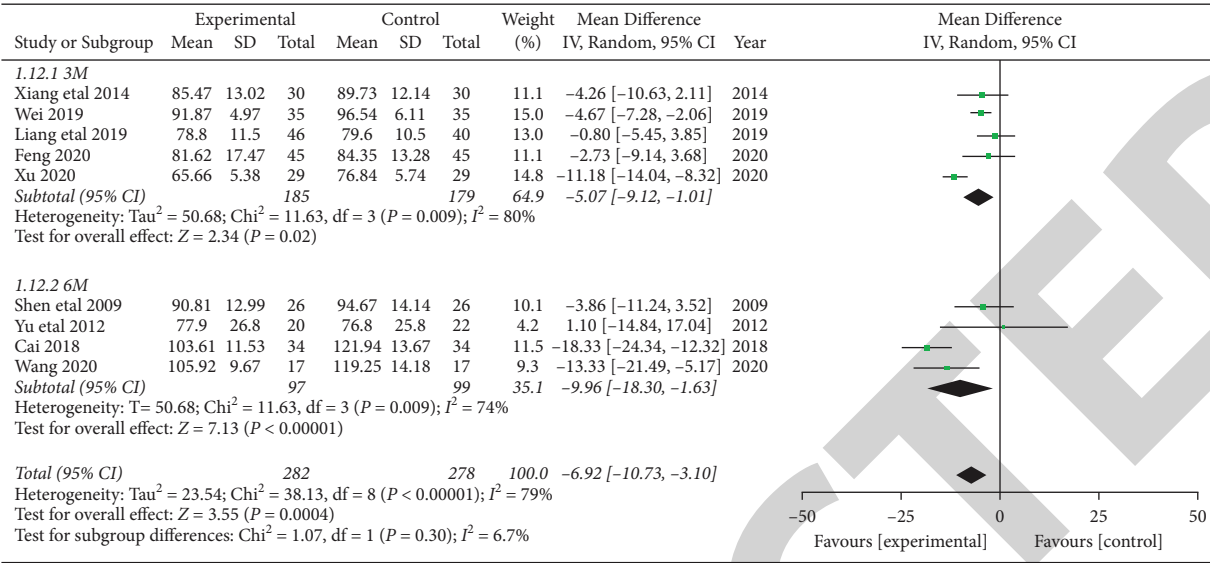 Experimental Control Weight Mean Difference Mean Difference
Study or Subgroup Mean SD Total Mean SD Total (%) IV, Random, 95% CI Year IV, Random, 95% CI
1.12.1 3M
Xiang etal 2014 85.47 13.02 30 89.73 12.14 30 11.1 −4.26 [−10.63, 2.11] 2014
Wei 2019 91.87 4.97 35 96.54 6.11 35 15.0 −4.67 [−7.28, −2.06] 2019
Liang etal 2019 78.8 11.5 46 79.6 10.5 40 13.0 −0.80 [−5.45, 3.85] 2019
Feng 2020 81.62 17.47 45 84.35 13.28 45 11.1 −2.73 [−9.14, 3.68] 2020
Xu 2020 65.66 5.38 29 76.84 5.74 29 14.8 −11.18 [−14.04, −8.32] 2020
Subtotal (95% CI) 185 179 64.9 −5.07 [−9.12, −1.01]
Heterogeneity: Tau² = 50.68; Chi² = 11.63, df = 3 (P = 0.009); I² = 80%
Test for overall effect: Z = 2.34 (P = 0.02)
1.12.2 6M
Shen etal 2009 90.81 12.99 26 94.67 14.14 26 10.1 −3.86 [−11.24, 3.52] 2009
Yu etal 2012 77.9 26.8 20 76.8 25.8 22 4.2 1.10 [−14.84, 17.04] 2012
Cai 2018 103.61 11.53 34 121.94 13.67 34 11.5 −18.33 [−24.34, −12.32] 2018
Wang 2020 105.92 9.67 17 119.25 14.18 17 9.3 −13.33 [−21.49, −5.17] 2020
Subtotal (95% CI) 97 99 35.1 −9.96 [−18.30, −1.63]
Heterogeneity: T= 50.68; Chi² = 11.63, df = 3 (P = 0.009); I² = 74%
Test for overall effect: Z = 7.13 (P < 0.00001)
Total (95% CI) 282 278 100.0 −6.92 [−10.73, −3.10]
Heterogeneity: Tau² = 23.54; Chi² = 38.13, df = 8 (P < 0.00001); I² = 79%
Test for overall effect: Z = 3.55 (P = 0.0004)
Test for subgroup differences: Chi² = 1.07, df = 1 (P = 0.30); I² = 6.7%
−50 −25 0 25 50
Favours [experimental] Favours [control]